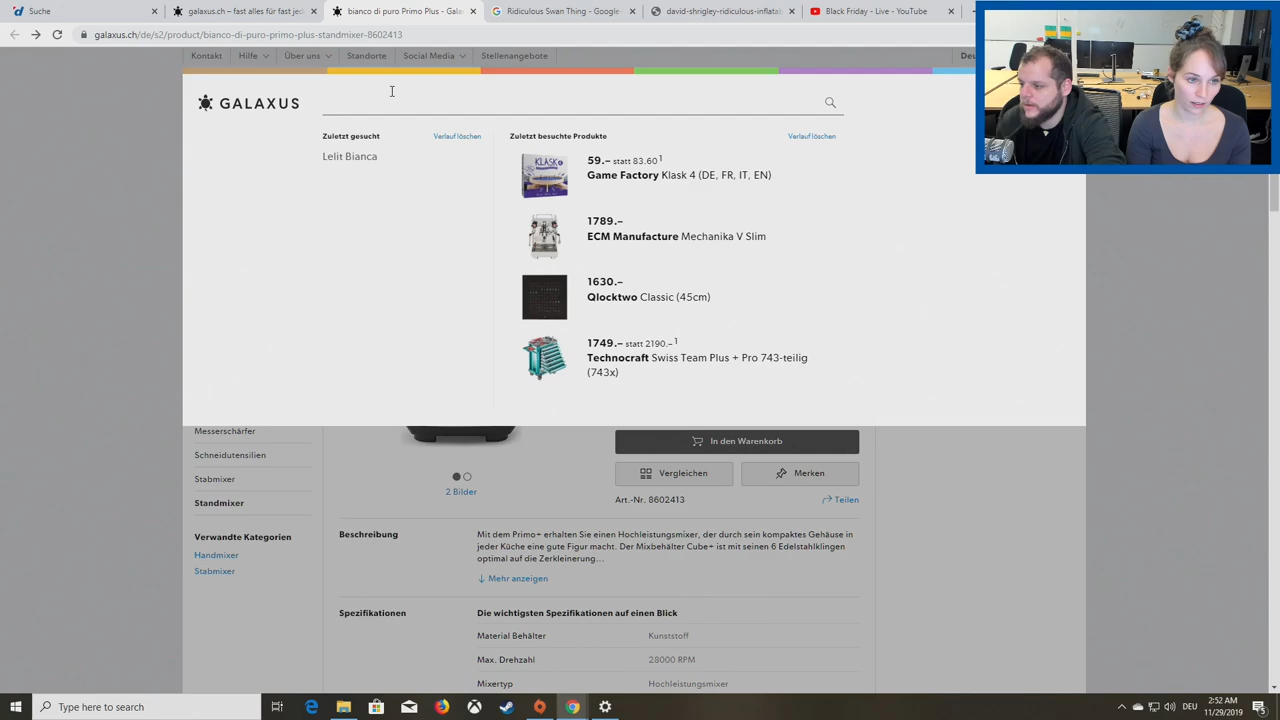 Suche
galaxus.ch - fast alles für fast jed
bianco di puro Primo Plus - Gala
Ridiculous Swan Thing - Google-
david-shrigley-ridiculous-inflatab
Black Friday - Live - YouTube
galaxus.ch/de/s2/product/bianco-di-puro-primo-plus-standmixer-8602413
Kontakt
Hilfe
Über uns
Standorte
Social Media
Stellenangebote
Deu
GALAXUS
Zuletzt gesucht
Verlauf löschen
Lelit Bianca
Zuletzt besuchte Produkte
Verlauf löschen
59.– statt 83.60 1
Game Factory Klask 4 (DE, FR, IT, EN)
1789.–
ECM Manufacture Mechanika V Slim
1630.–
Qlocktwo Classic (45cm)
1749.– statt 2190.– 1
Technocraft Swiss Team Plus + Pro 743-teilig
(743x)
Messerschärfer
Schneidutensilien
Stabmixer
Standmixer
Verwandte Kategorien
Handmixer
Stabmixer
2 Bilder
In den Warenkorb
Vergleichen
Merken
Art.-Nr. 8602413
Teilen
Beschreibung
Mit dem Primo+ erhalten Sie einen Hochleistungsmixer, der durch sein kompaktes Gehäuse in
jeder Küche eine gute Figur macht. Der Mixbehälter Cube+ ist mit seinen 6 Edelstahlklingen
optimal auf die Zerkleinerung...
Mehr anzeigen
Spezifikationen
Die wichtigsten Spezifikationen auf einen Blick
Material Behälter
Kunststoff
Max. Drehzahl
28000 RPM
Mixertyp
Hochleistungsmixer
Type here to search
DEU
2:52 AM
11/29/2019